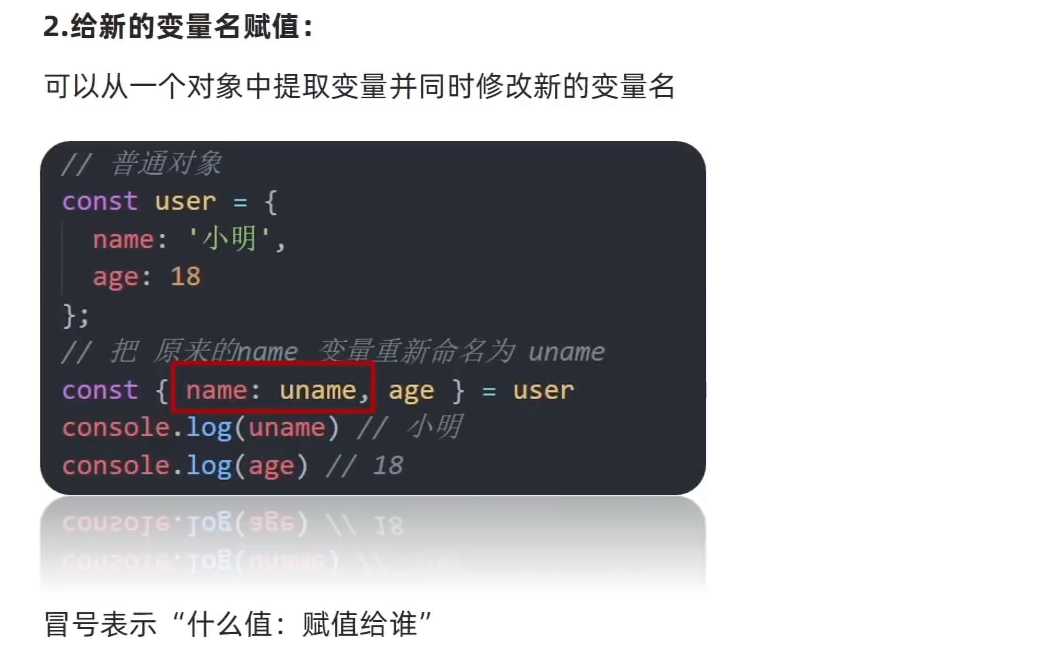 2.给新的变量名赋值：
可以从一个对象中提取变量并同时修改新的变量名
// 普通对象
const user = {
  name: '小明',
  age: 18
};
// 把 原来的name 变量重新命名为 uname
const { name: uname, age } = user
console.log(uname) // 小明
console.log(age) // 18
冒号表示“什么值：赋值给谁”